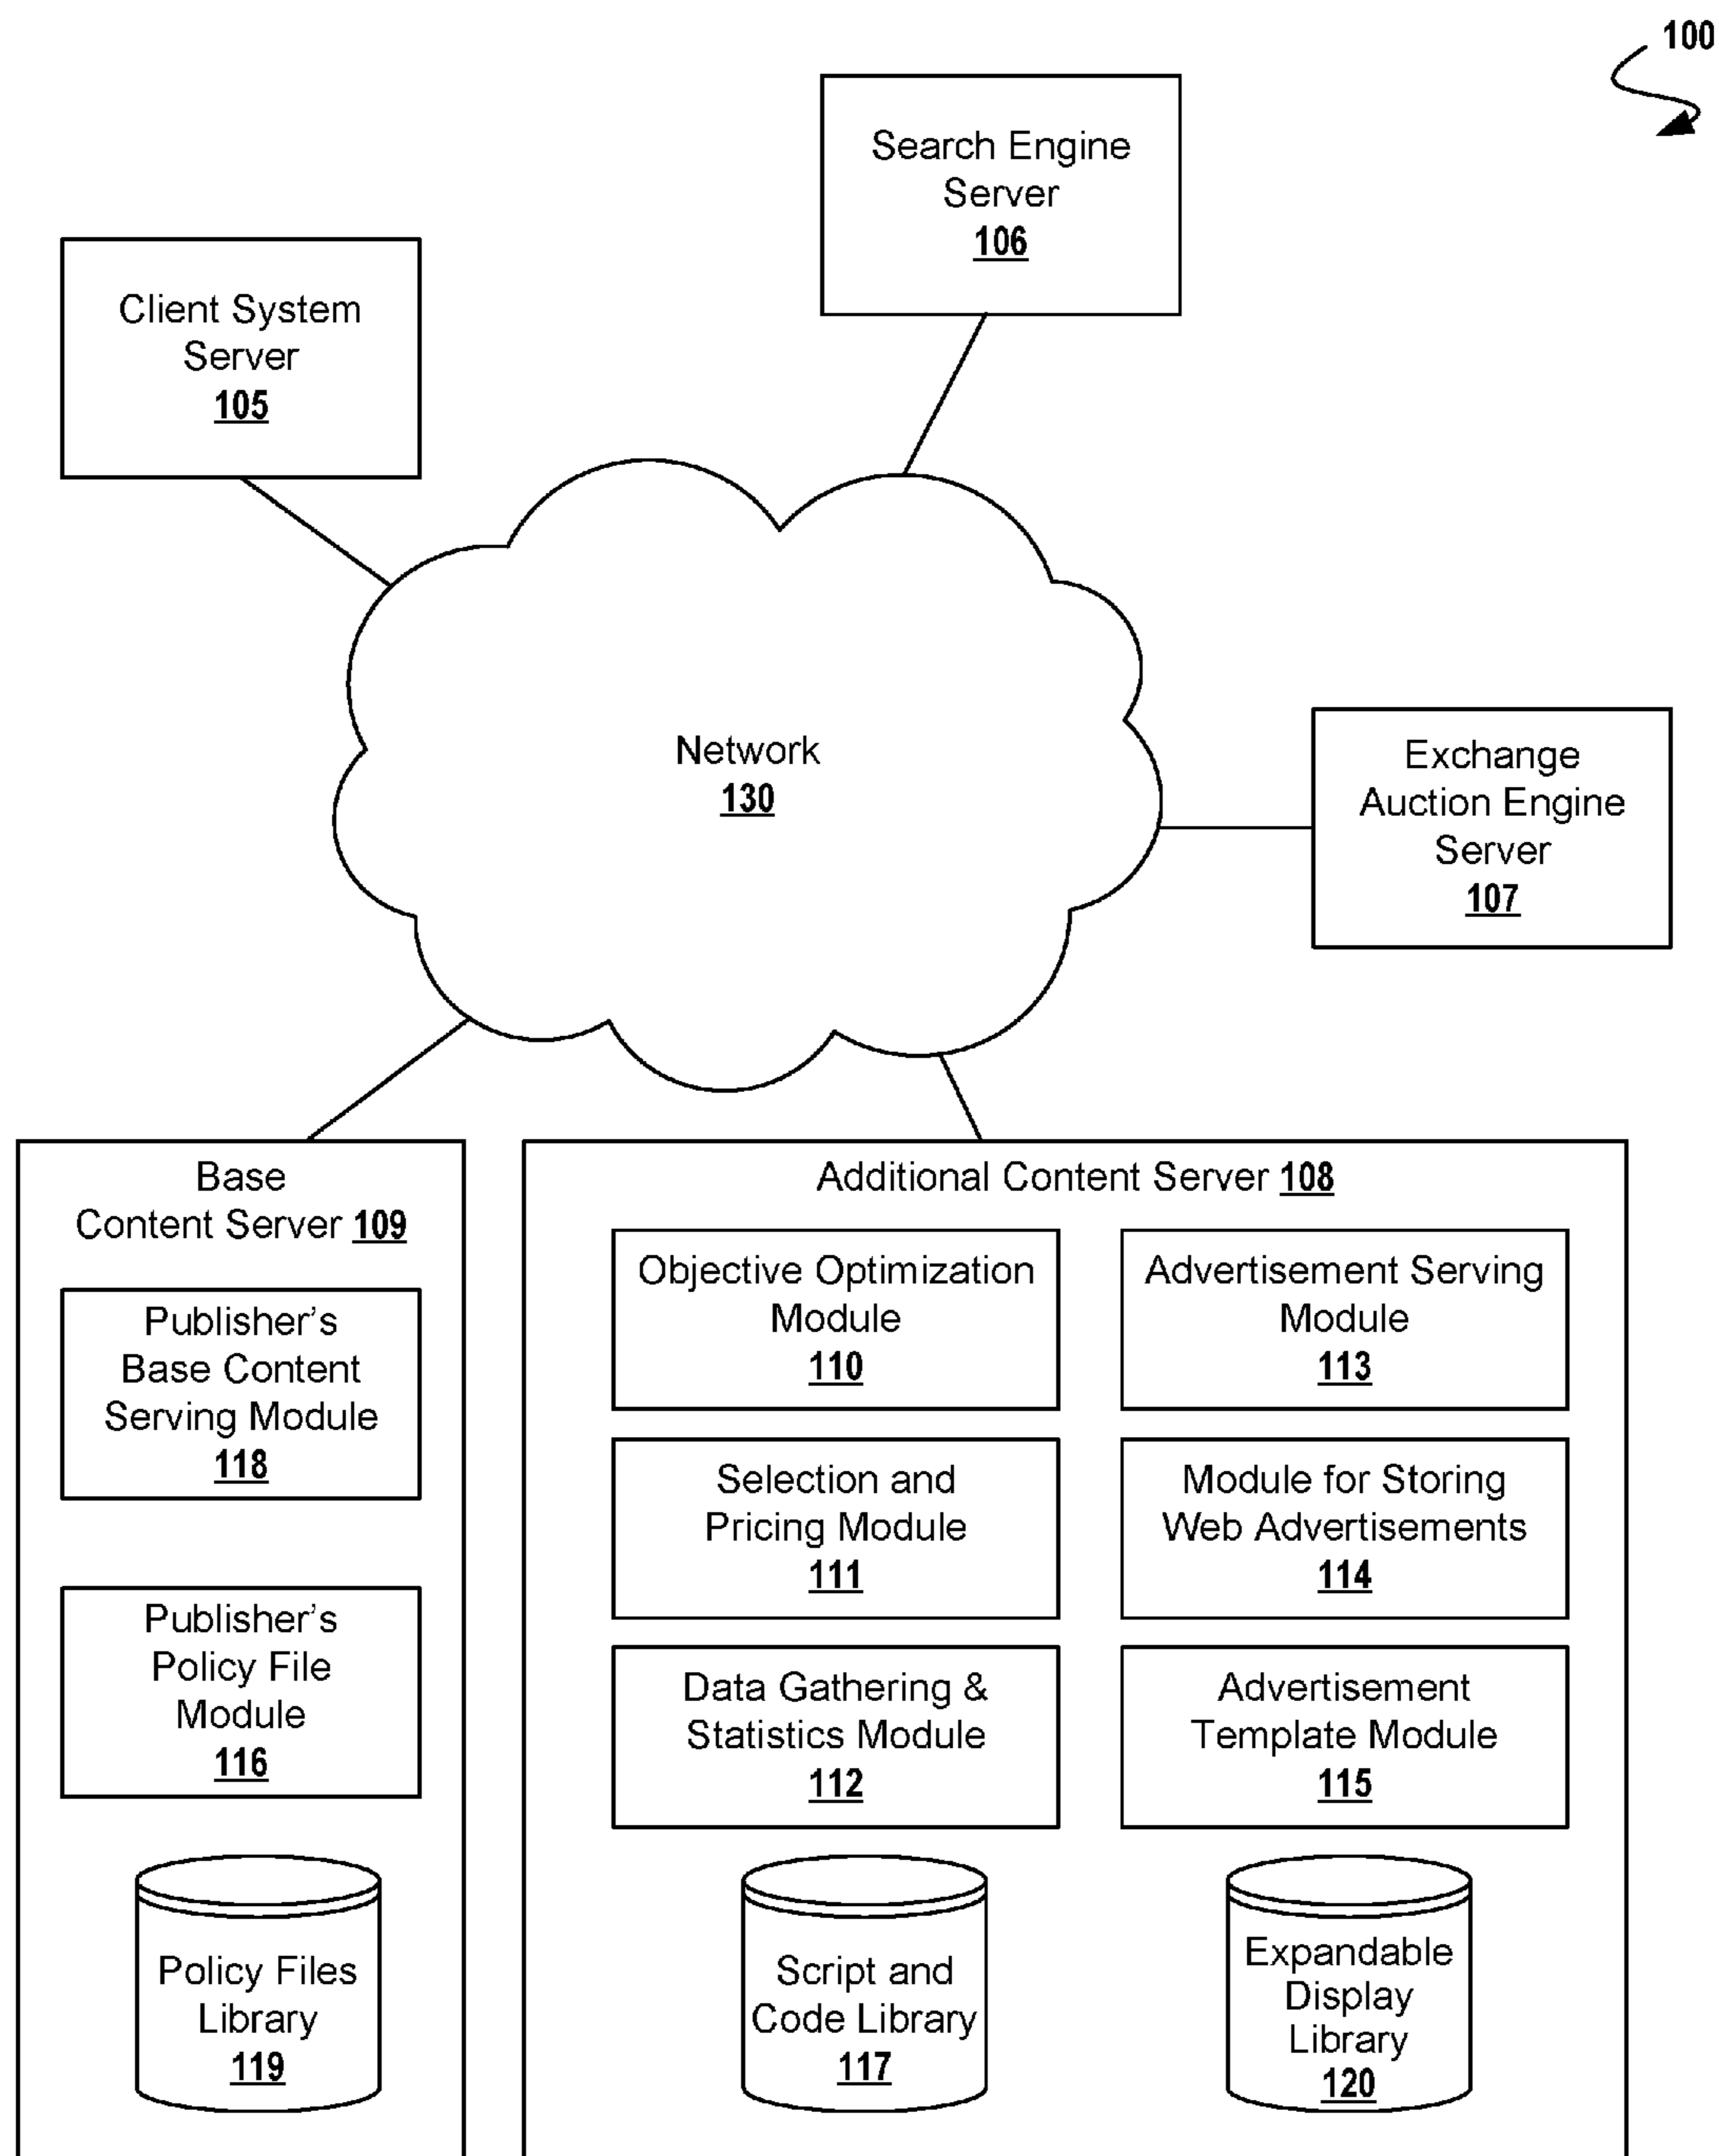 100
Search Engine
Server
106
Client System
Server
105
Network
130
Exchange
Auction Engine
Server
107
Base
Content Server 109
Publisher's
Base Content
Serving Module
118
Publisher's
Policy File
Module
116
Policy Files
Library
119
Additional Content Server 108
Objective Optimization
Module
110
Advertisement Serving
Module
113
Selection and
Pricing Module
111
Module for Storing
Web Advertisements
114
Data Gathering &
Statistics Module
112
Advertisement
Template Module
115
Script and
Code Library
117
Expandable
Display
Library
120